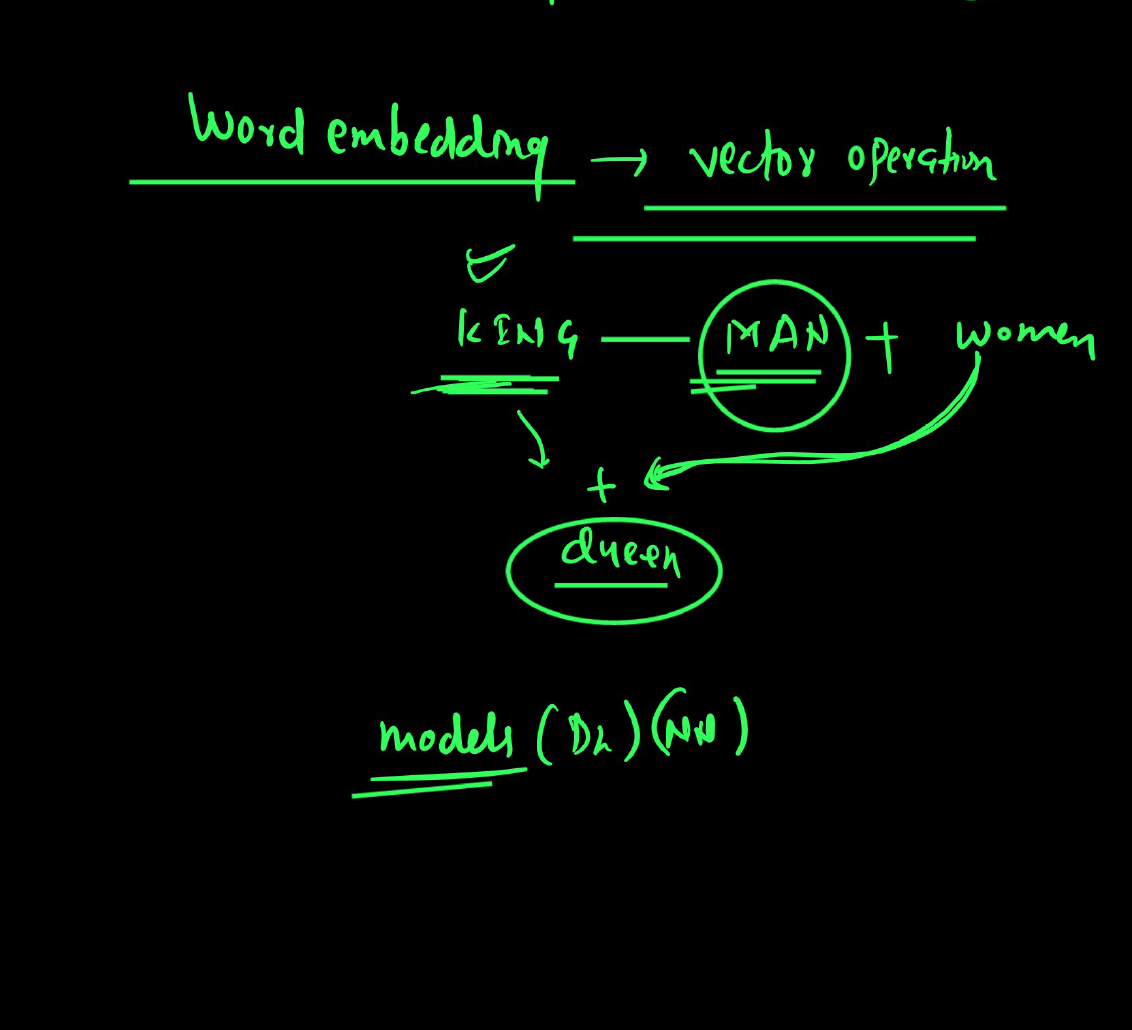 Word embedding → vector operation
KING — MAN + women
+
Queen
models (DL) (NN)